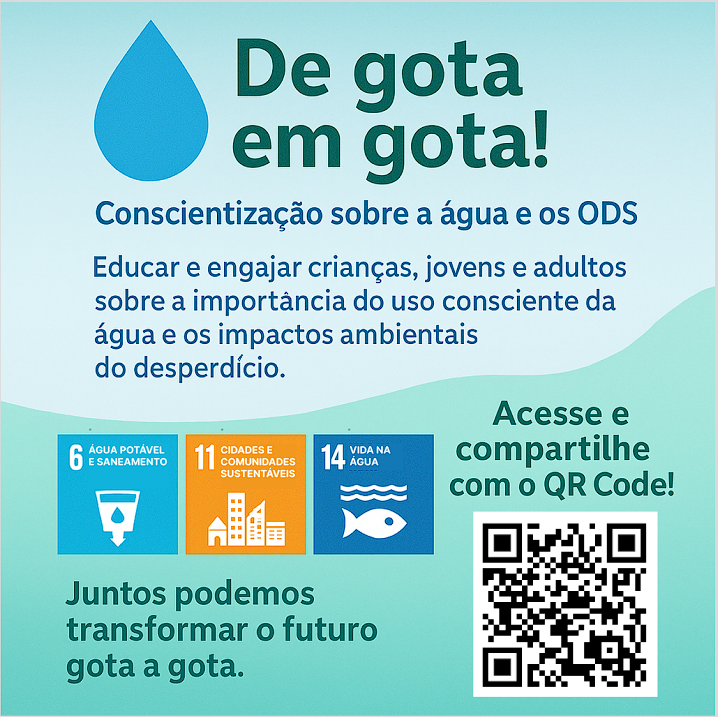 De gota
em gota!
Conscientização sobre a água e os ODS
Educar e engajar crianças, jovens e adultos
sobre a importância do uso consciente da
água e os impactos ambientais
do desperdício.
6 ÁGUA POTÁVEL
E SANEAMENTO
11 CIDADES E
COMUNIDADES
SUSTENTÁVEIS
14 VIDA NA
ÁGUA
Acesse e
compartilhe
com o QR Code!
Juntos podemos
transformar o futuro
gota a gota.